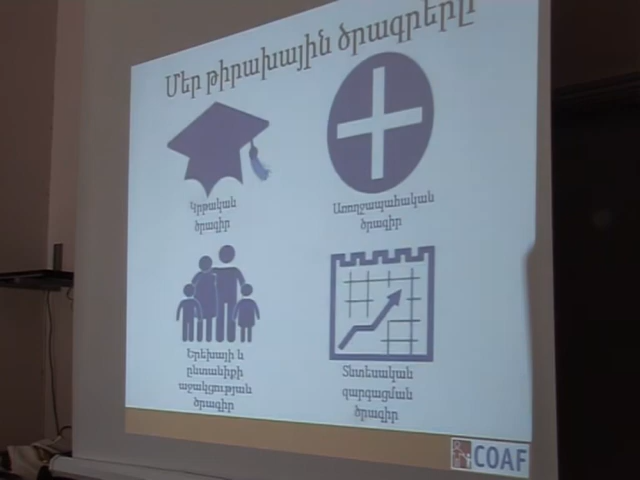 Մեր թիրախային ծրագրերը
Կրթական
ծրագիր
Առողջապահական
ծրագիր
Երեխայի և
ընտանիքի
աջակցության
ծրագիր
Տնտեսական
զարգացման
ծրագիր
COAF